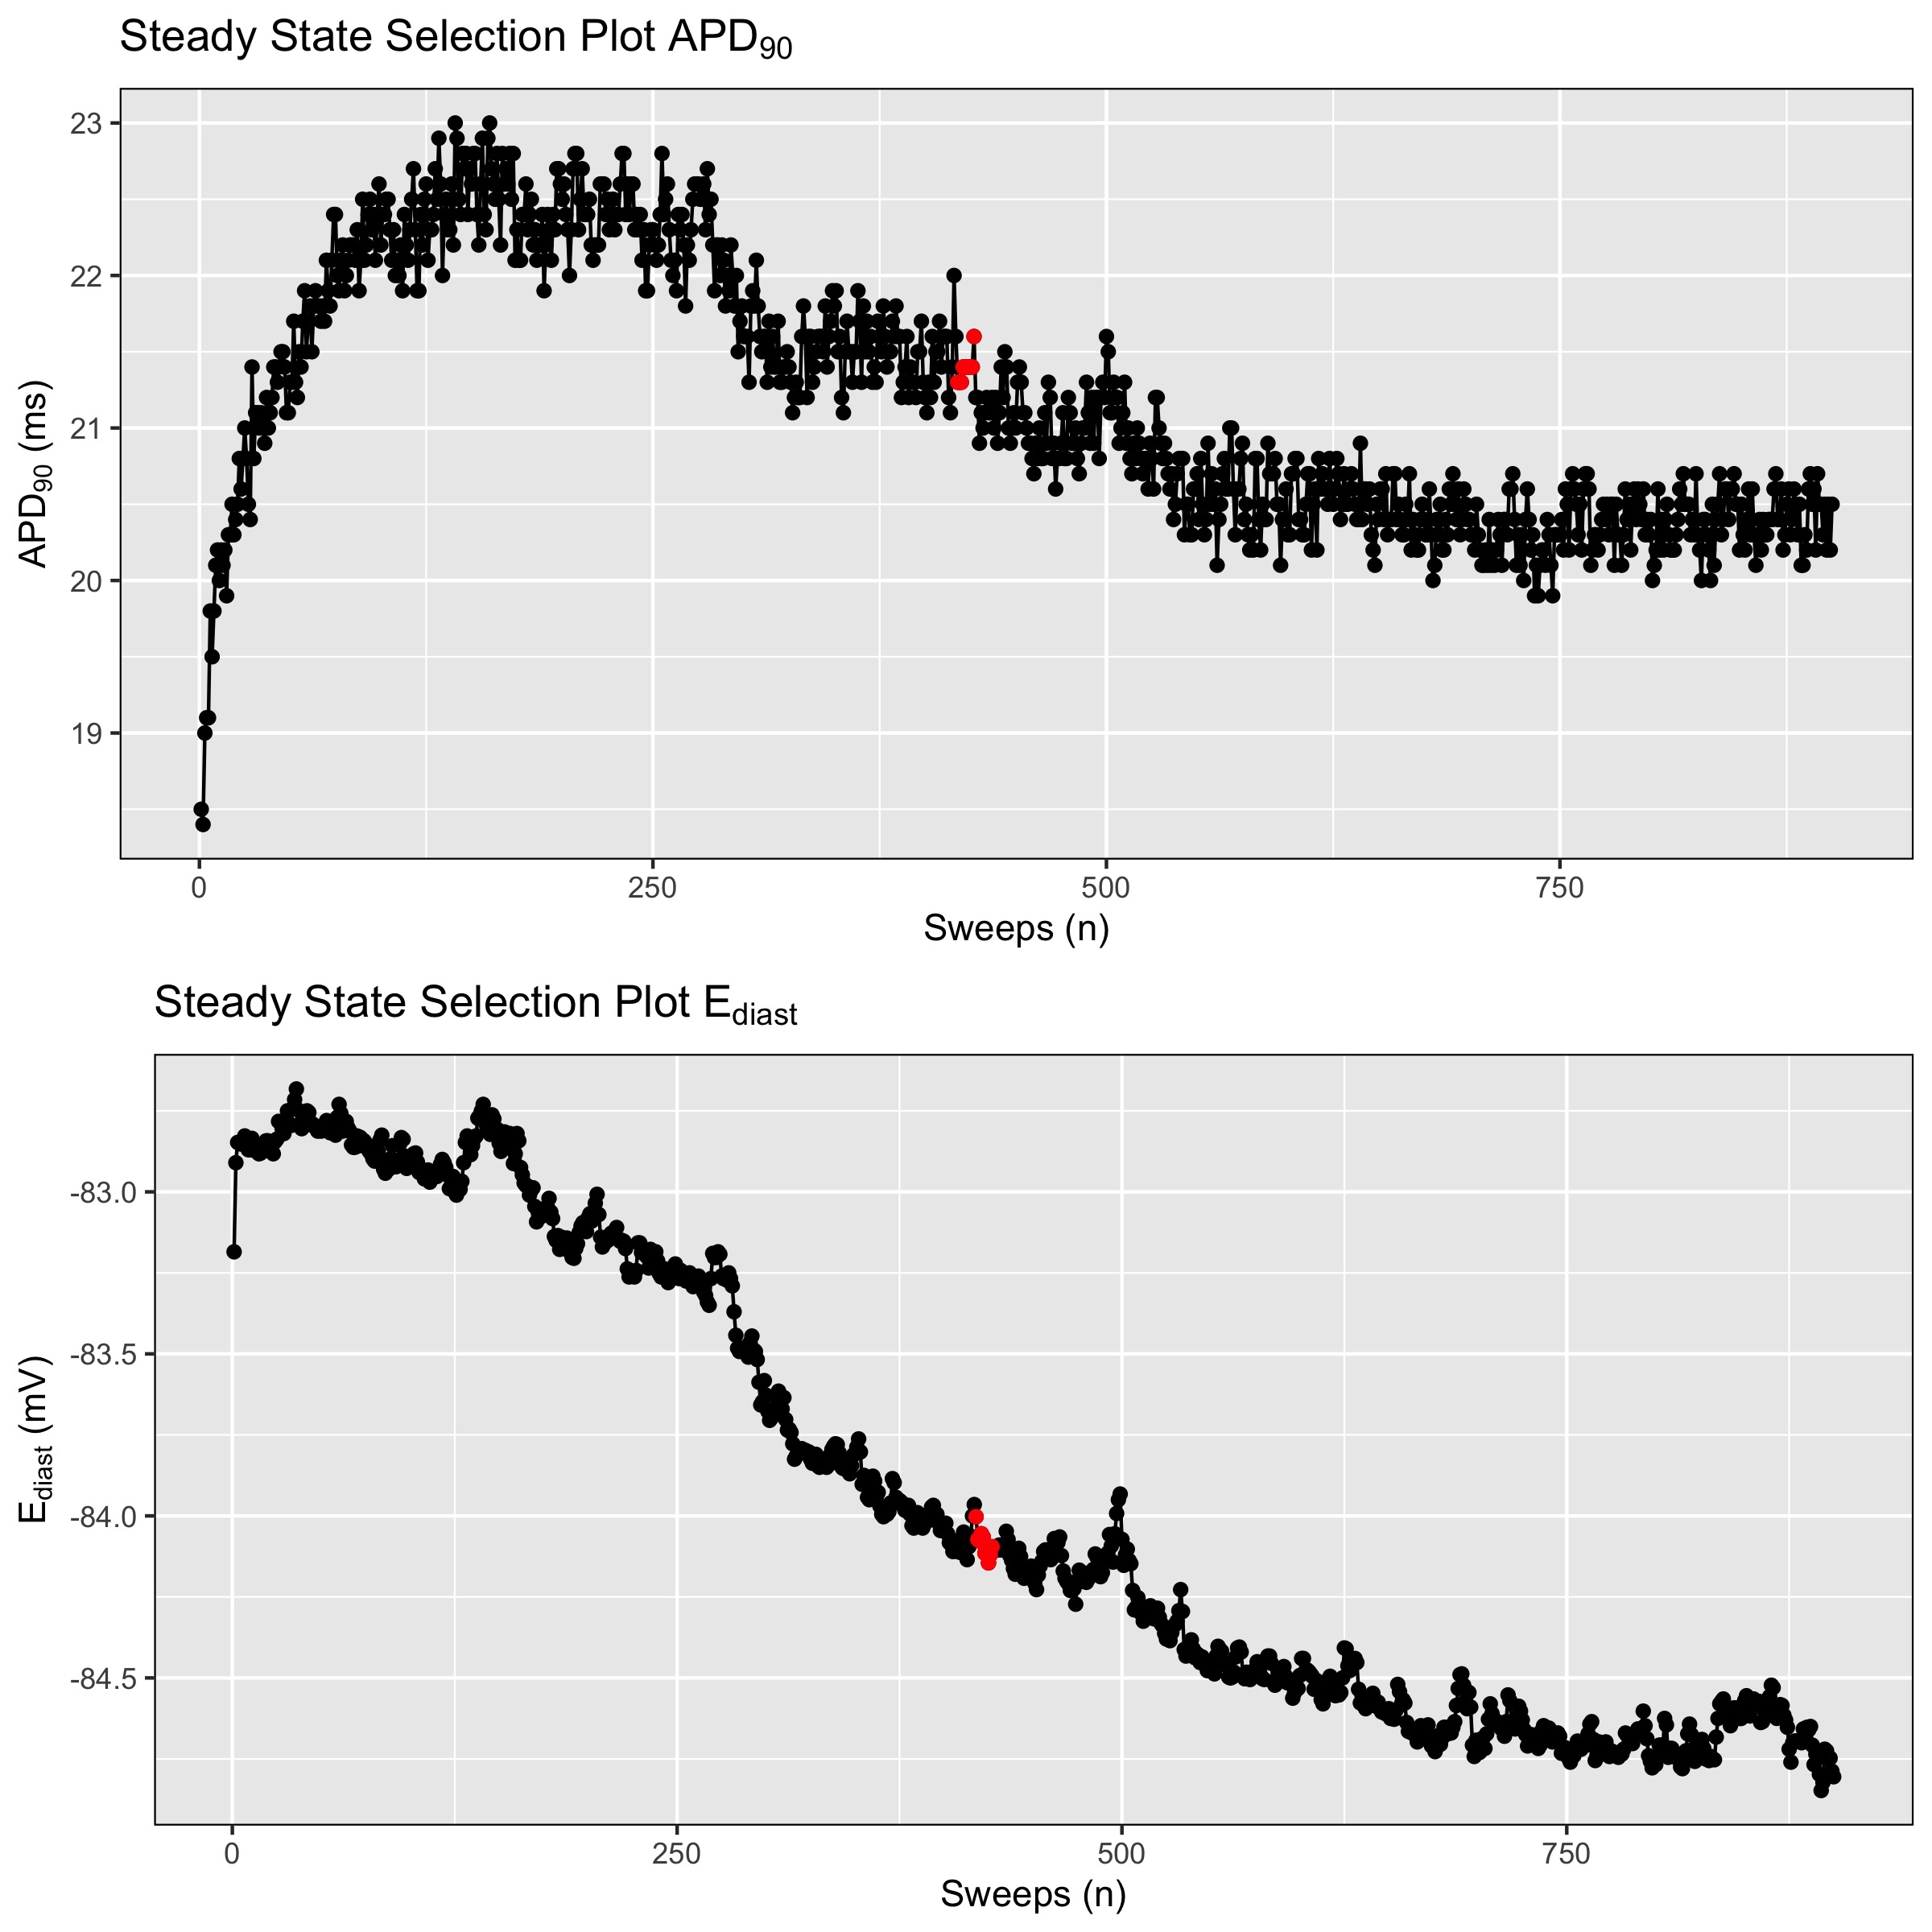 Steady State Selection Plot APD90
23
22
21
20
19
APD90 (ms)
0 250 500 750
Sweeps (n)
Steady State Selection Plot Ediast
-83.0
-83.5
-84.0
-84.5
Ediast (mV)
0 250 500 750
Sweeps (n)